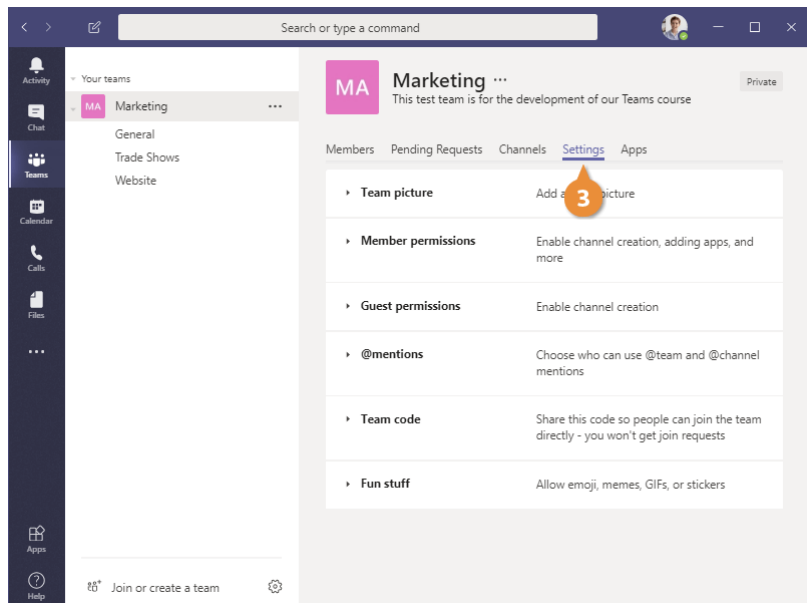 Search or type a command
Activity
Chat
Teams
Calendar
Calls
Files
Apps
Help
Your teams
MA Marketing
General
Trade Shows
Website
Join or create a team
MA
Marketing
This test team is for the development of our Teams course
Private
Members Pending Requests Channels Settings Apps
3
Team picture Add a picture
Member permissions Enable channel creation, adding apps, and
more
Guest permissions Enable channel creation
@mentions Choose who can use @team and @channel
mentions
Team code Share this code so people can join the team
directly - you won't get join requests
Fun stuff Allow emoji, memes, GIFs, or stickers